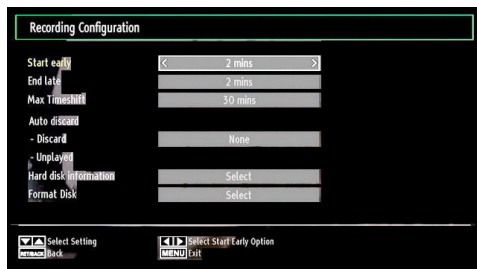 Recording Configuration
Start early 2 mins
End late 2 mins
Max Timeshift 30 mins
Auto discard
- Discard None
- Unplayed
Hard disk information Select
Format Disk Select
Select Setting Select Start Early Option
RET/BACK Back MENU Exit